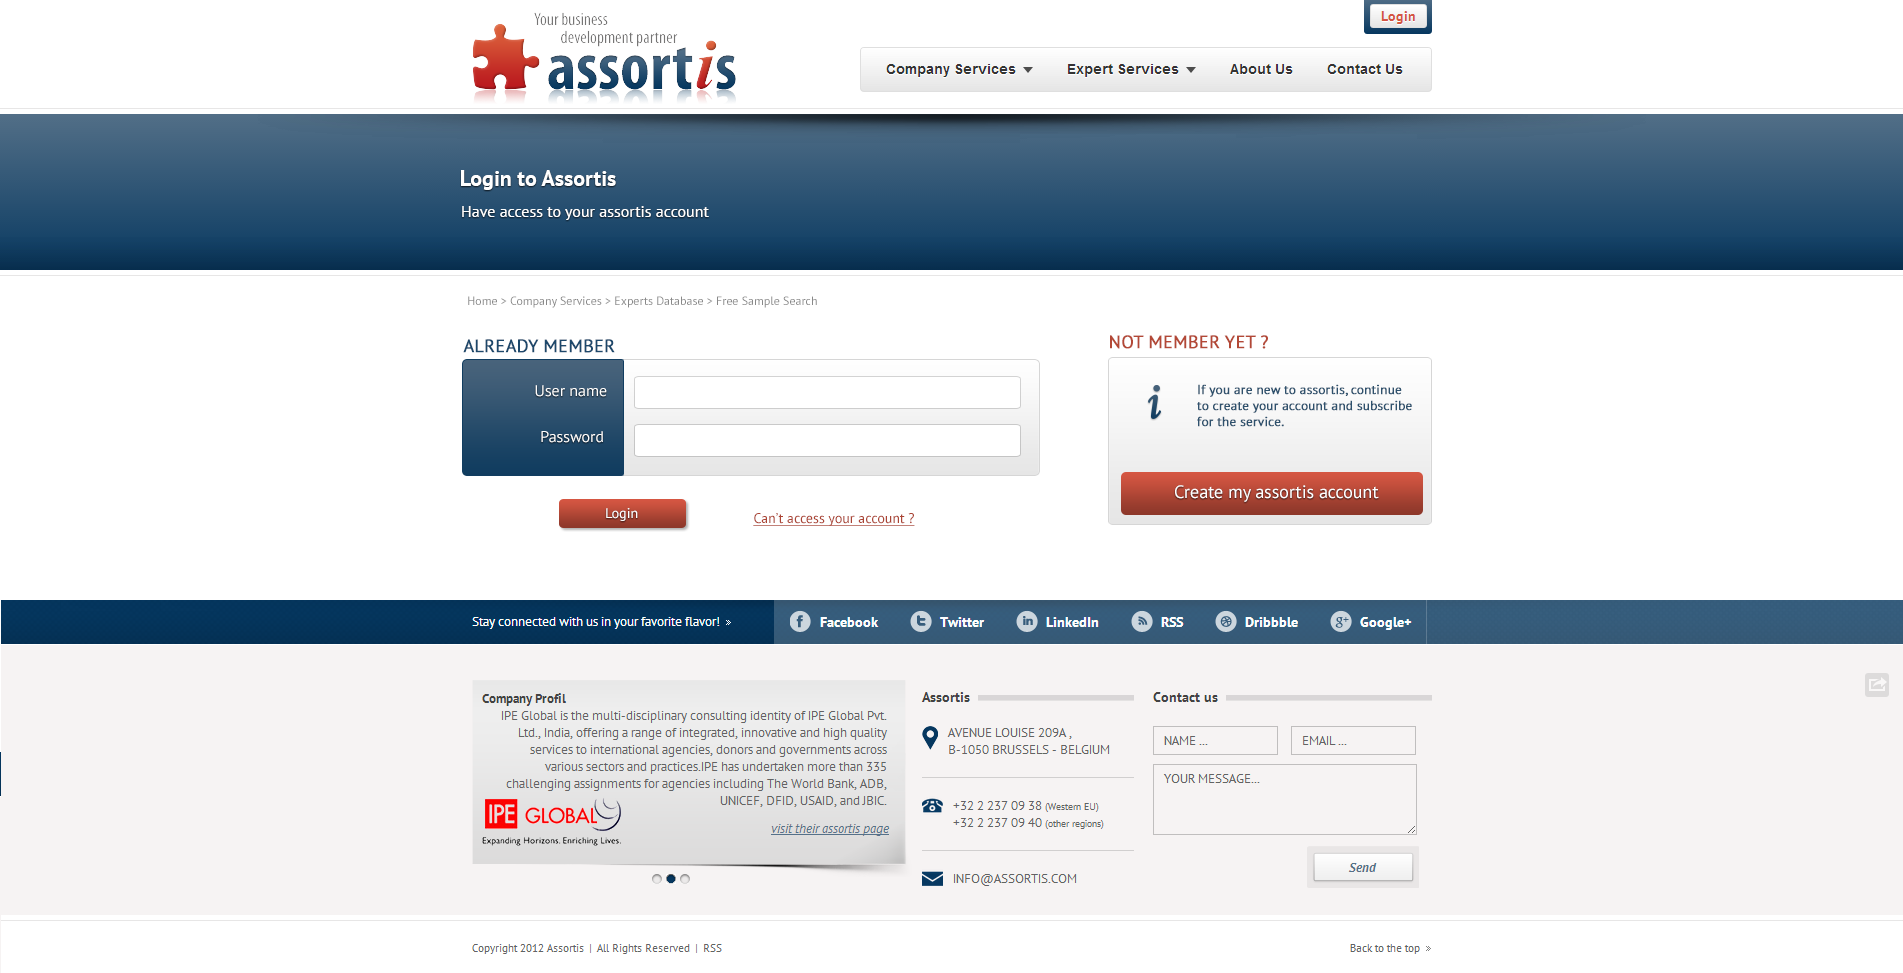 Your business
development partner
assortis
Login
Company Services
Expert Services
About Us
Contact Us
Login to Assortis
Have access to your assortis account
Home > Company Services > Experts Database > Free Sample Search
ALREADY MEMBER
User name
Password
Login
Can't access your account ?
NOT MEMBER YET ?
i
If you are new to assortis, continue
to create your account and subscribe
for the service.
Create my assortis account
Stay connected with us in your favorite flavor! »
Facebook
Twitter
LinkedIn
RSS
Dribbble
Google+
Company Profil
IPE Global is the multi-disciplinary consulting identity of IPE Global Pvt.
Ltd., India, offering a range of integrated, innovative and high quality
services to international agencies, donors and governments across
various sectors and practices.IPE has undertaken more than 335
challenging assignments for agencies including The World Bank, ADB,
UNICEF, DFID, USAID, and JBIC.
IPE GLOBAL
Expanding Horizons. Enriching Lives.
visit their assortis page
Assortis
AVENUE LOUISE 209A ,
B-1050 BRUSSELS - BELGIUM
+32 2 237 09 38 (Western EU)
+32 2 237 09 40 (other regions)
INFO@ASSORTIS.COM
Contact us
NAME ...
EMAIL ...
YOUR MESSAGE...
Send
Copyright 2012 Assortis | All Rights Reserved | RSS
Back to the top »